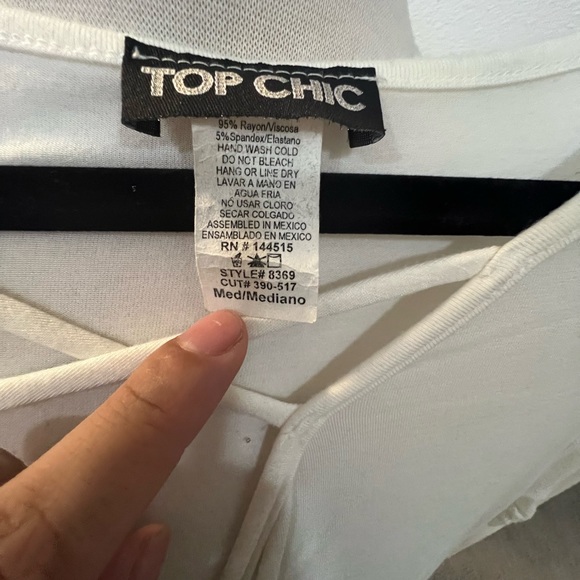 TOP CHIC
95% Rayon/Viscosa
5% Spandex/Elastano
HAND WASH COLD
DO NOT BLEACH
HANG OR LINE DRY
LAVAR A MANO EN
AGUA FRIA
NO USAR CLORO
SECAR COLGADO
ASSEMBLED IN MEXICO
ENSAMBLADO EN MEXICO
RN # 144515
STYLE# 8369
CUT# 390-517
Med/Mediano